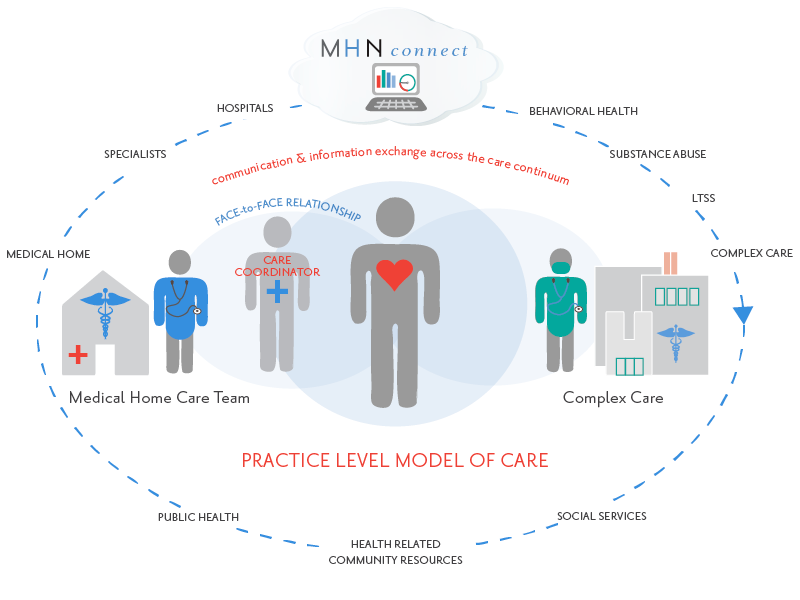 MHN connect
HOSPITALS
BEHAVIORAL HEALTH
SPECIALISTS
communication & information exchange across the care continuum
SUBSTANCE ABUSE
LTSS
FACE-to-FACE RELATIONSHIP
MEDICAL HOME
COMPLEX CARE
CARE
COORDINATOR
Medical Home Care Team
Complex Care
PRACTICE LEVEL MODEL OF CARE
PUBLIC HEALTH
SOCIAL SERVICES
HEALTH RELATED
COMMUNITY RESOURCES